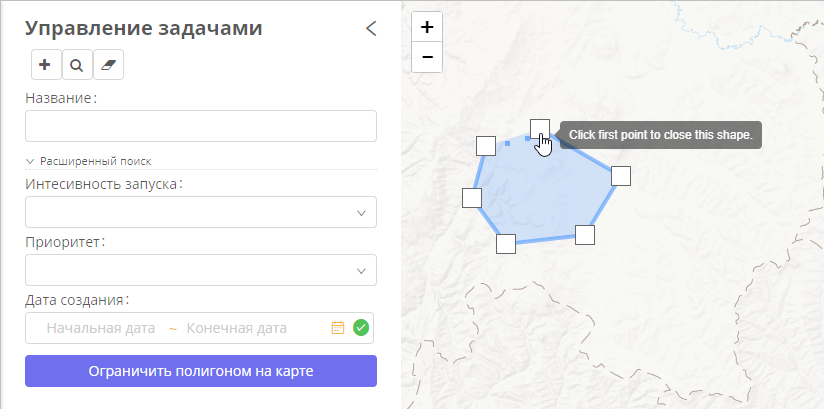 Управление задачами
Название:
Расширенный поиск
Интесивность запуска:
Приоритет:
Дата создания:
Начальная дата ~ Конечная дата
Ограничить полигоном на карте
+
−
Click first point to close this shape.